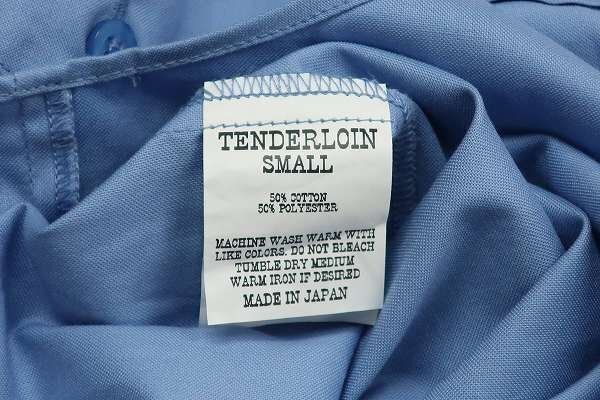 TENDERLOIN
SMALL
50% COTTON
50% POLYESTER
MACHINE WASH WARM WITH
LIKE COLORS. DO NOT BLEACH
TUMBLE DRY MEDIUM
WARM IRON IF DESIRED
MADE IN JAPAN